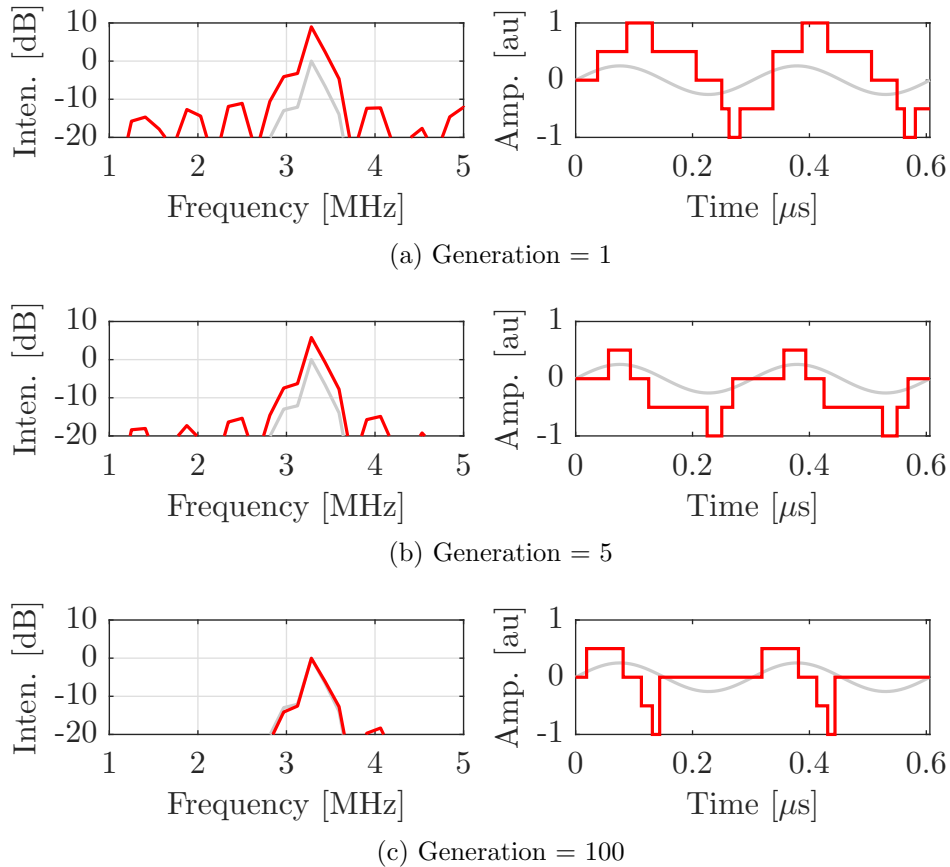 Inten. [dB]
10
0
-10
-20
1 2 3 4 5
Frequency [MHz]
Amp. [au]
1
0
-1
0 0.2 0.4 0.6
Time [μs]
(a) Generation = 1
Inten. [dB]
10
0
-10
-20
1 2 3 4 5
Frequency [MHz]
Amp. [au]
1
0
-1
0 0.2 0.4 0.6
Time [μs]
(b) Generation = 5
Inten. [dB]
10
0
-10
-20
1 2 3 4 5
Frequency [MHz]
Amp. [au]
1
0
-1
0 0.2 0.4 0.6
Time [μs]
(c) Generation = 100